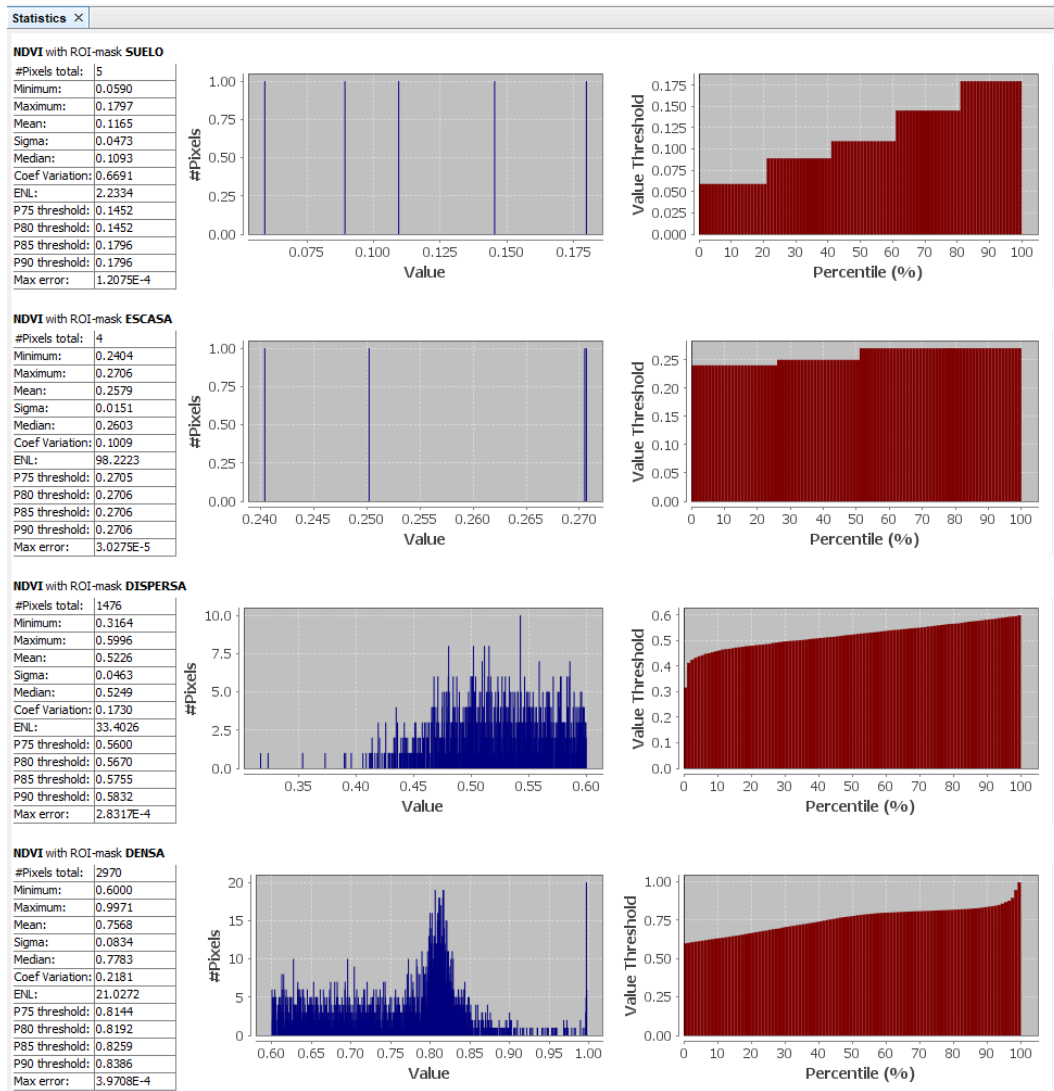 Statistics ×
NDVI with ROI-mask SUELO
#Pixels total: 5
Minimum: 0.0590
Maximum: 0.1797
Mean: 0.1165
Sigma: 0.0473
Median: 0.1093
Coef Variation: 0.6691
ENL: 2.2334
P75 threshold: 0.1452
P80 threshold: 0.1452
P85 threshold: 0.1796
P90 threshold: 0.1796
Max error: 1.2075E-4
#Pixels
1.00
0.75
0.50
0.25
0.00
0.075 0.100 0.125 0.150 0.175
Value
Value Threshold
0.175
0.150
0.125
0.100
0.075
0.050
0.025
0.000
0 10 20 30 40 50 60 70 80 90 100
Percentile (%)
NDVI with ROI-mask ESCASA
#Pixels total: 4
Minimum: 0.2404
Maximum: 0.2706
Mean: 0.2579
Sigma: 0.0151
Median: 0.2603
Coef Variation: 0.1009
ENL: 98.2223
P75 threshold: 0.2705
P80 threshold: 0.2706
P85 threshold: 0.2706
P90 threshold: 0.2706
Max error: 3.0275E-5
#Pixels
1.00
0.75
0.50
0.25
0.00
0.240 0.245 0.250 0.255 0.260 0.265 0.270
Value
Value Threshold
0.25
0.20
0.15
0.10
0.05
0.00
0 10 20 30 40 50 60 70 80 90 100
Percentile (%)
NDVI with ROI-mask DISPERSA
#Pixels total: 1476
Minimum: 0.3164
Maximum: 0.5996
Mean: 0.5226
Sigma: 0.0463
Median: 0.5249
Coef Variation: 0.1730
ENL: 33.4026
P75 threshold: 0.5600
P80 threshold: 0.5670
P85 threshold: 0.5755
P90 threshold: 0.5832
Max error: 2.8317E-4
#Pixels
10.0
7.5
5.0
2.5
0.0
0.35 0.40 0.45 0.50 0.55 0.60
Value
Value Threshold
0.6
0.5
0.4
0.3
0.2
0.1
0.0
0 10 20 30 40 50 60 70 80 90 100
Percentile (%)
NDVI with ROI-mask DENSA
#Pixels total: 2970
Minimum: 0.6000
Maximum: 0.9971
Mean: 0.7568
Sigma: 0.0834
Median: 0.7783
Coef Variation: 0.2181
ENL: 21.0272
P75 threshold: 0.8144
P80 threshold: 0.8192
P85 threshold: 0.8259
P90 threshold: 0.8386
Max error: 3.9708E-4
#Pixels
20
15
10
5
0
0.60 0.65 0.70 0.75 0.80 0.85 0.90 0.95 1.00
Value
Value Threshold
1.00
0.75
0.50
0.25
0.00
0 10 20 30 40 50 60 70 80 90 100
Percentile (%)